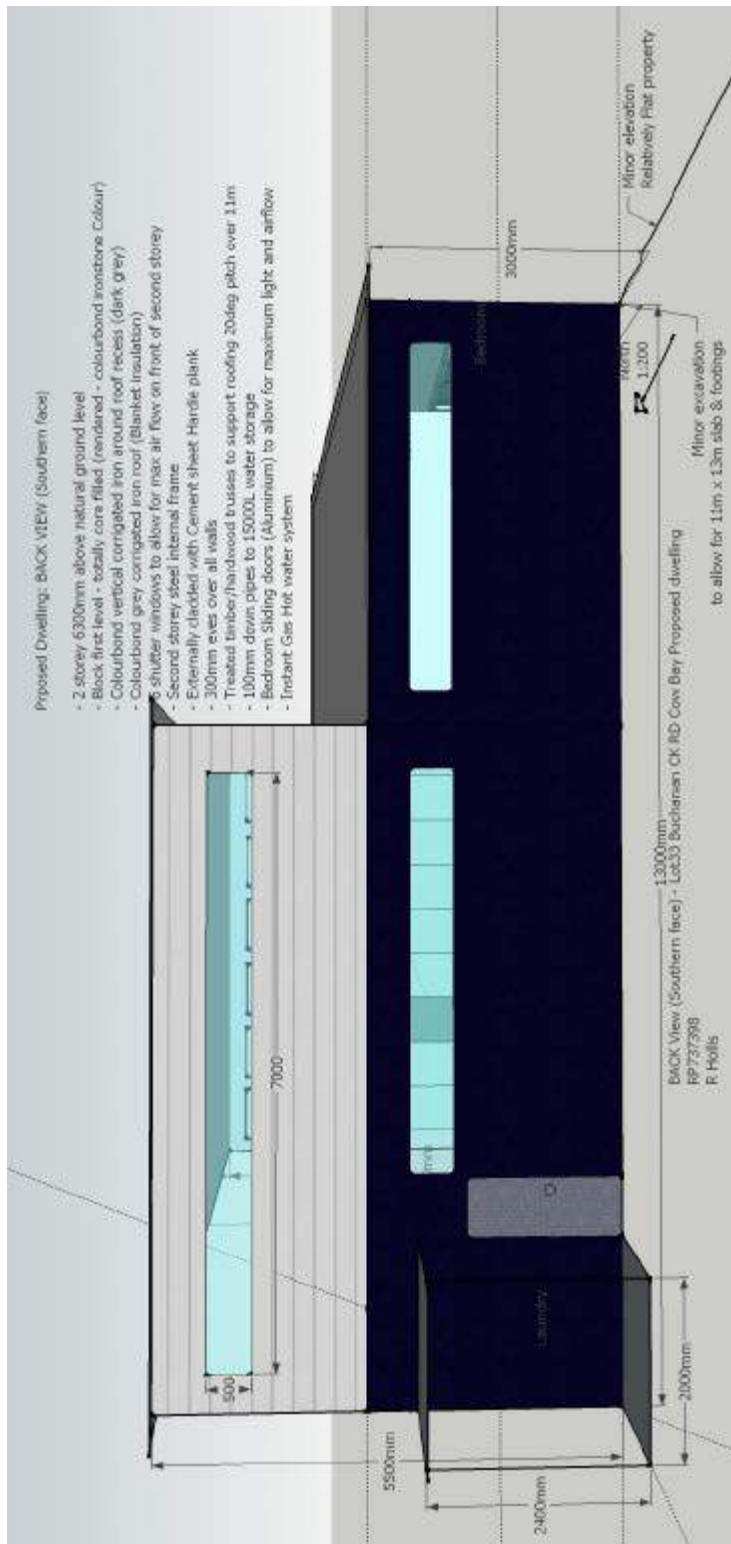 Prposed Dwelling: BACK VIEW (Southern face)
- 2 storey 6300mm above natural ground level
- Block first level - totally core filled (rendered - colourbond ironstone Colour)
- Colourbond vertical corrigated iron around roof recess (dark grey)
- Colourbond grey corrigated iron roof (Blanket insulation)
6 shutter windows to allow for max air flow on front of second storey
- Second storey steel internal frame
- Externally cladded with Cement sheet Hardie plank
- 300mm eves over all walls
- Treated timber/hardwood trusses to support roofing 20deg pitch over 11m
- 100mm down pipes to 15000L water storage
- Bedroom Sliding doors (Aluminium) to allow for maximum light and airflow
- Instant Gas Hot water system
7000
500
5500mm
2400mm
2000mm
Laundry
Bedroom
3000mm
Minor elevation
Relatively Flat property
North
1:200
Minor excavation
to allow for 11m x 13m slab & footings
13000mm
BACK View (Southern face) - Lot33 Buchanan CK RD Cow Bay Proposed dwelling
RP737398
R Hollis